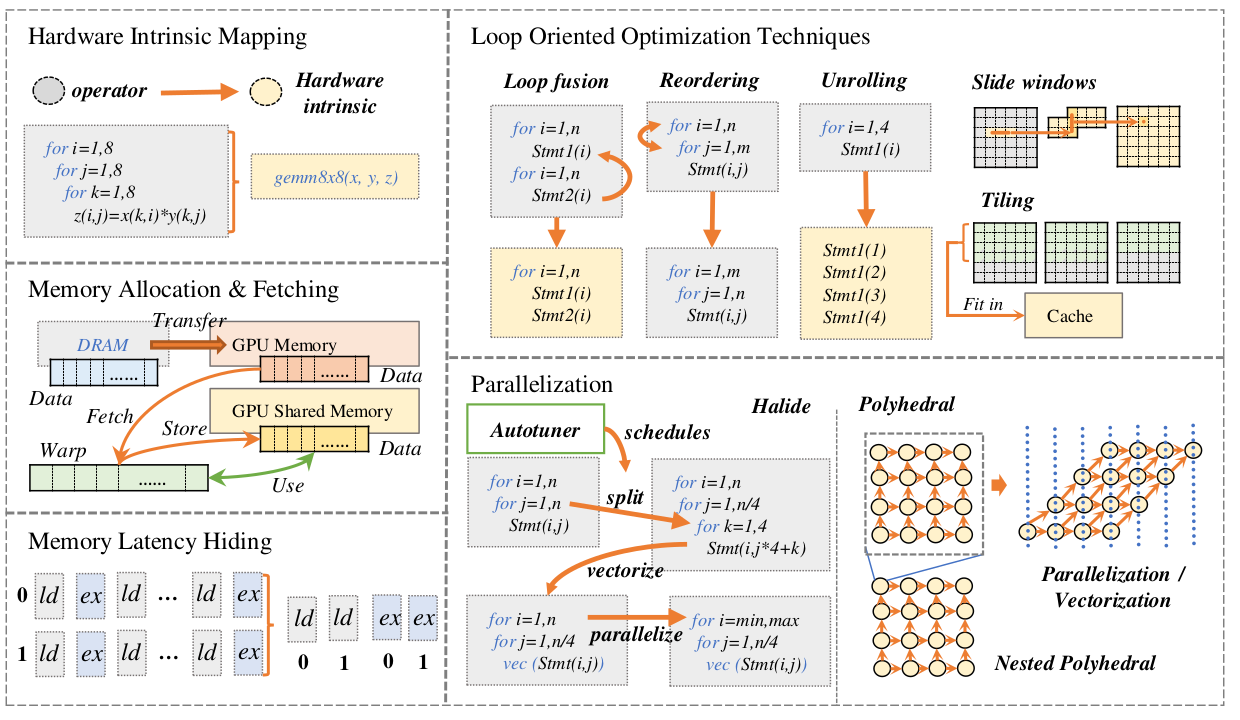 Hardware Intrinsic Mapping
operator
Hardware
intrinsic
for i=1,8
for j=1,8
for k=1,8
z(i,j)=x(k,i)*y(k,j)
gemm8x8(x, y, z)
Memory Allocation & Fetching
Transfer
DRAM
GPU Memory
......
......
Data
Data
Fetch
GPU Shared Memory
Store
......
Data
Warp
......
Use
Memory Latency Hiding
0 ld ex ld ... ld ex
1 ld ex ld ... ld ex
ld ld ex ex
0 1 0 1
Loop Oriented Optimization Techniques
Loop fusion
for i=1,n
Stmt1(i)
for i=1,n
Stmt2(i)
for i=1,n
Stmt1(i)
Stmt2(i)
Reordering
for i=1,n
for j=1,m
Stmt(i,j)
for i=1,m
for j=1,n
Stmt(i,j)
Unrolling
for i=1,4
Stmt1(i)
Stmt1(1)
Stmt1(2)
Stmt1(3)
Stmt1(4)
Slide windows
Tiling
Fit in
Cache
Parallelization
Halide
Autotuner
schedules
for i=1,n
for j=1,n
Stmt(i,j)
split
for i=1,n
for j=1,n/4
for k=1,4
Stmt(i,j*4+k)
vectorize
for i=1,n
for j=1,n/4
vec (Stmt(i,j))
parallelize
for i=min,max
for j=1,n/4
vec (Stmt(i,j))
Polyhedral
Parallelization /
Vectorization
Nested Polyhedral